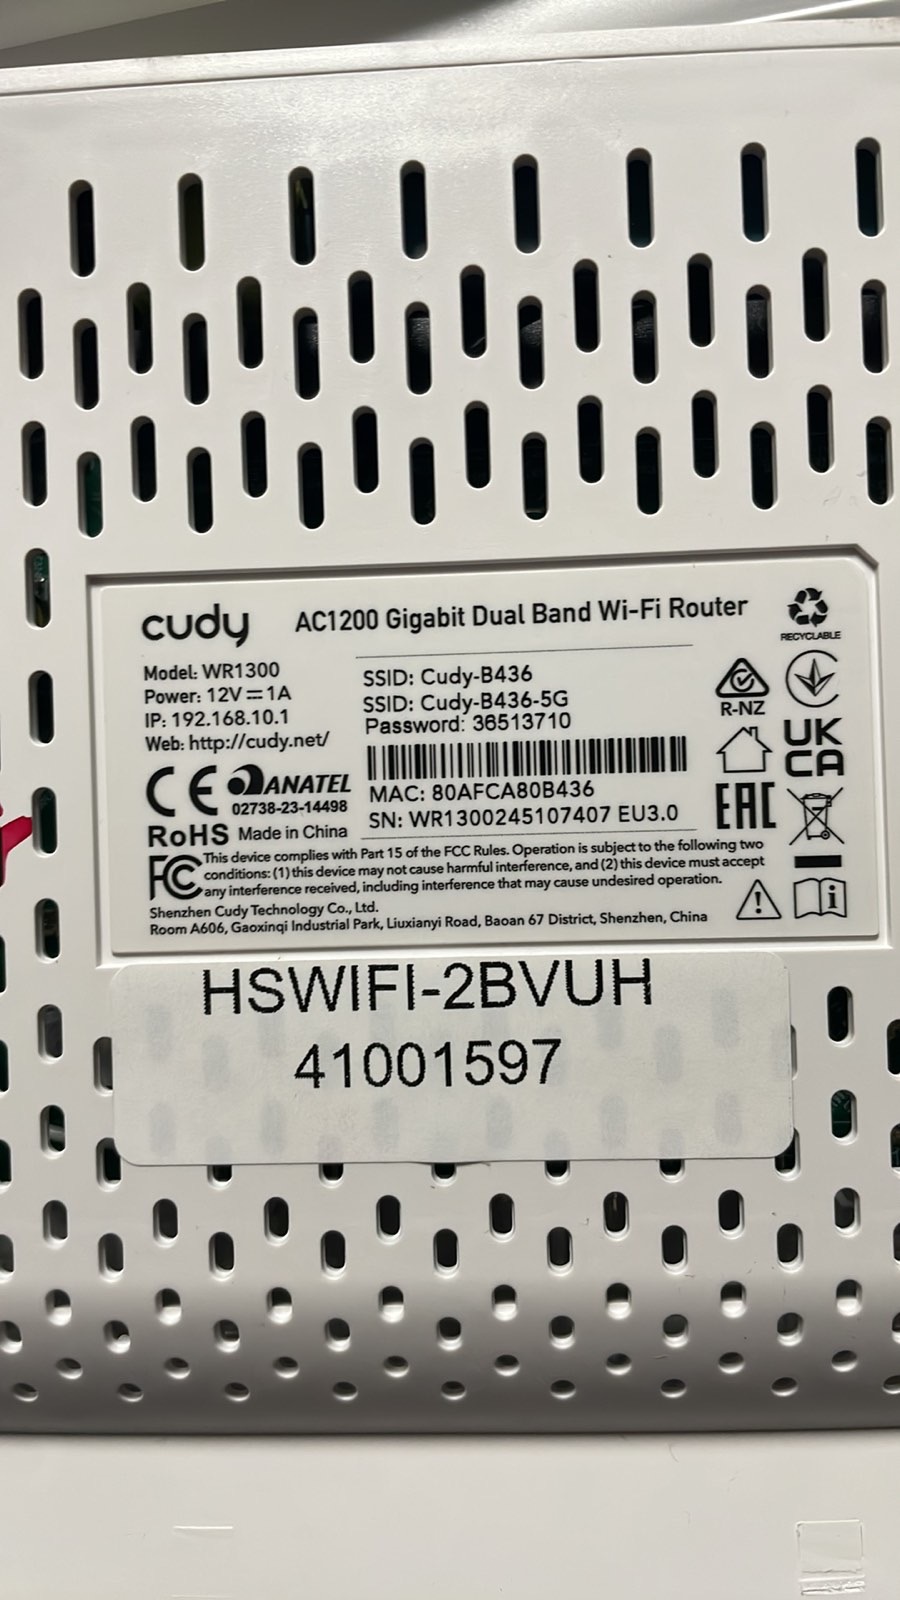 cudy AC1200 Gigabit Dual Band Wi-Fi Router
RECYCLABLE
Model: WR1300
Power: 12V⎓1A
IP: 192.168.10.1
Web: http://cudy.net/
SSID: Cudy-B436
SSID: Cudy-B436-5G
Password: 36513710
MAC: 80AFCA80B436
SN: WR1300245107407 EU3.0
R-NZ
UK
CA
EAC
CE ANATEL
02738-23-14498
RoHS Made in China
FC This device complies with Part 15 of the FCC Rules. Operation is subject to the following two
conditions: (1) this device may not cause harmful interference, and (2) this device must accept
any interference received, including interference that may cause undesired operation.
Shenzhen Cudy Technology Co., Ltd.
Room A606, Gaoxinqi Industrial Park, Liuxianyi Road, Baoan 67 District, Shenzhen, China
HSWIFI-2BVUH
41001597